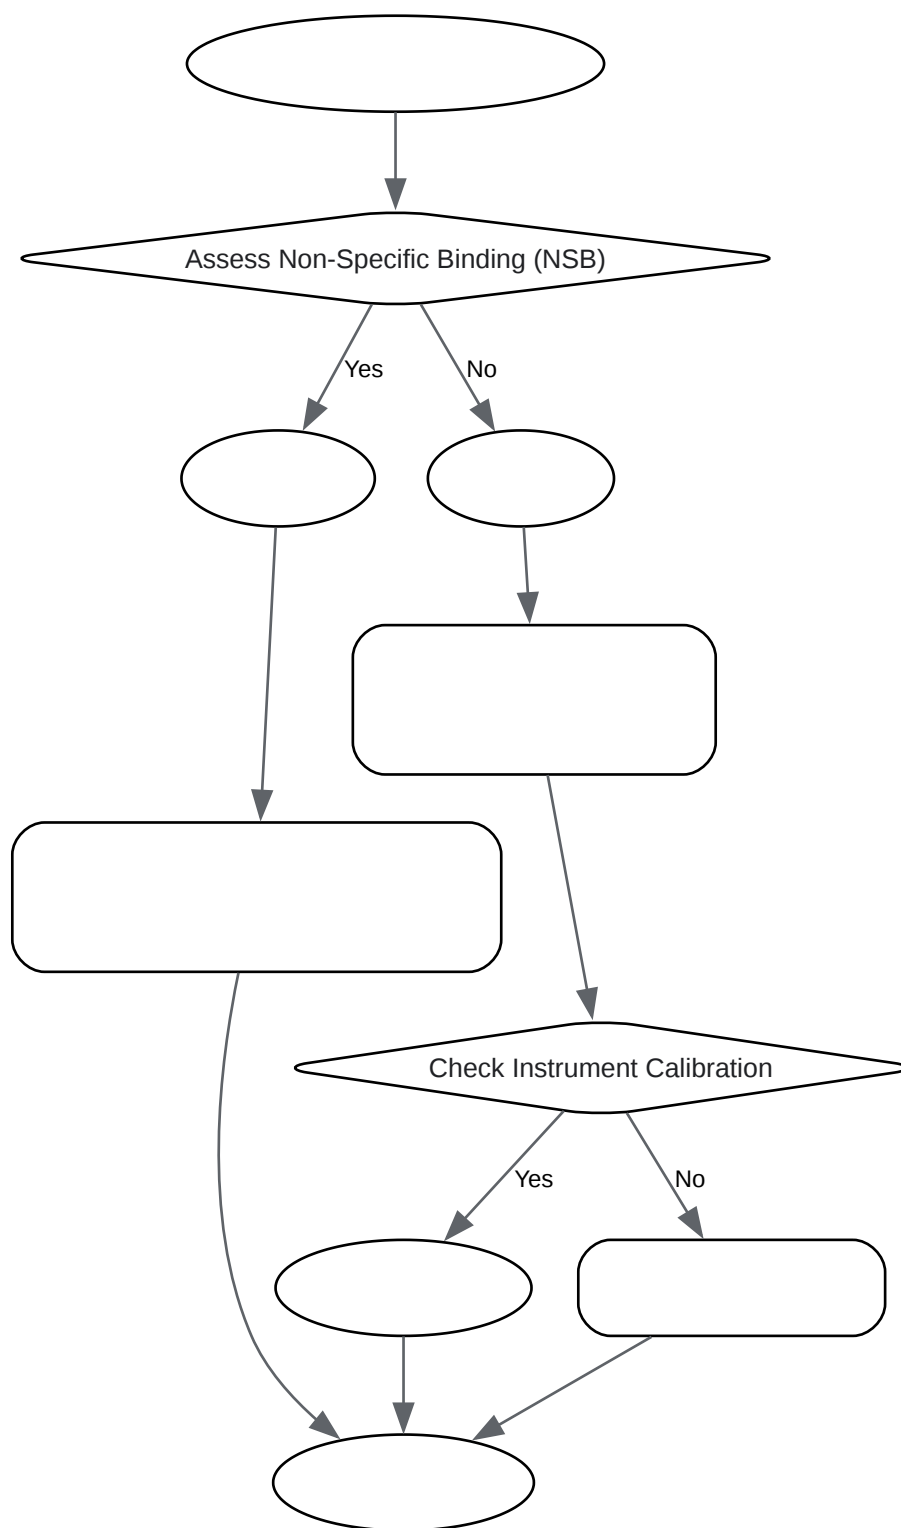 Assess Non-Specific Binding (NSB)
Yes
No
Check Instrument Calibration
Yes
No